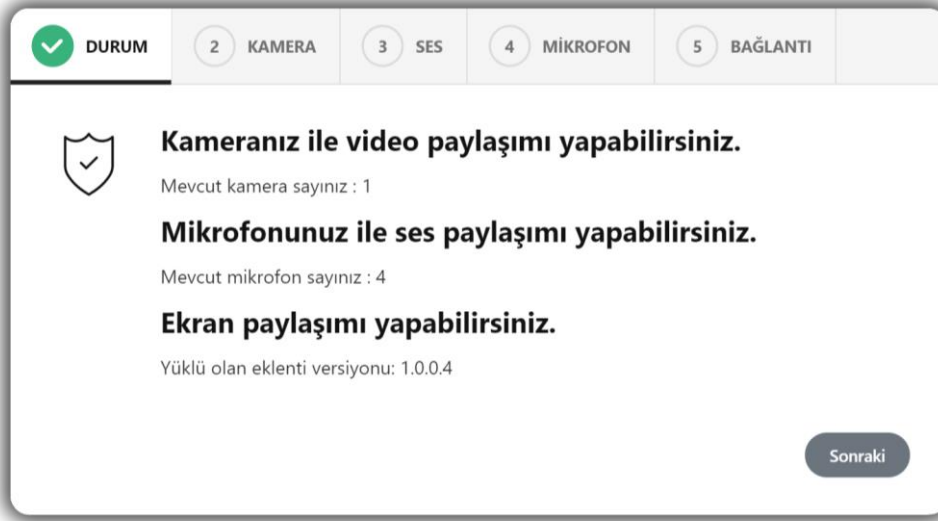 DURUM
2 KAMERA
3 SES
4 MİKROFON
5 BAĞLANTI
Kameranız ile video paylaşımı yapabilirsiniz.
Mevcut kamera sayınız : 1
Mikrofonunuz ile ses paylaşımı yapabilirsiniz.
Mevcut mikrofon sayınız : 4
Ekran paylaşımı yapabilirsiniz.
Yüklü olan eklenti versiyonu: 1.0.0.4
Sonraki